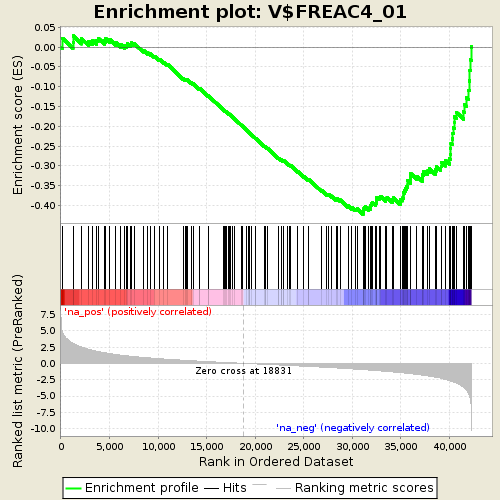 Enrichment plot: V$FREAC4_01
Enrichment score (ES)
0.05
0.00
-0.05
-0.10
-0.15
-0.20
-0.25
-0.30
-0.35
-0.40
Ranked list metric (PreRanked)
7.5
5.0
2.5
0.0
-2.5
-5.0
-7.5
-10.0
'na_pos' (positively correlated)
Zero cross at 18831
'na_neg' (negatively correlated)
0
5,000
10,000
15,000
20,000
25,000
30,000
35,000
40,000
Rank in Ordered Dataset
Enrichment profile
Hits
Ranking metric scores